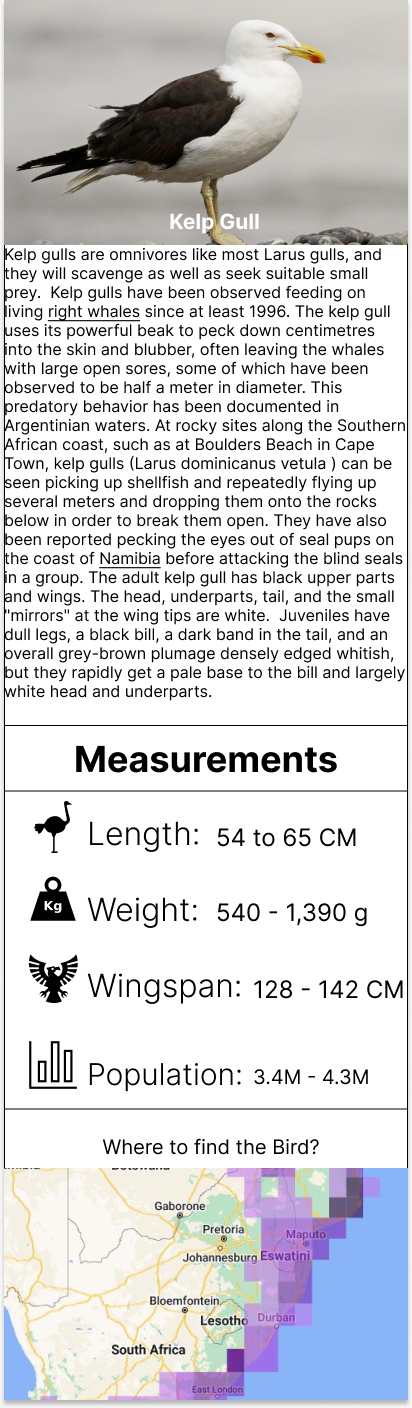 Kelp Gull
Kelp gulls are omnivores like most Larus gulls, and
they will scavenge as well as seek suitable small
prey.  Kelp gulls have been observed feeding on
living right whales since at least 1996. The kelp gull
uses its powerful beak to peck down centimetres
into the skin and blubber, often leaving the whales
with large open sores, some of which have been
observed to be half a meter in diameter. This
predatory behavior has been documented in
Argentinian waters. At rocky sites along the Southern
African coast, such as at Boulders Beach in Cape
Town, kelp gulls (Larus dominicanus vetula ) can be
seen picking up shellfish and repeatedly flying up
several meters and dropping them onto the rocks
below in order to break them open. They have also
been reported pecking the eyes out of seal pups on
the coast of Namibia before attacking the blind seals
in a group. The adult kelp gull has black upper parts
and wings. The head, underparts, tail, and the small
"mirrors" at the wing tips are white.  Juveniles have
dull legs, a black bill, a dark band in the tail, and an
overall grey-brown plumage densely edged whitish,
but they rapidly get a pale base to the bill and largely
white head and underparts.
Measurements
Length: 54 to 65 CM
Kg Weight: 540 - 1,390 g
Wingspan: 128 - 142 CM
Population: 3.4M - 4.3M
Where to find the Bird?
Gaborone
Pretoria
Maputo
Johannesburg Eswatini
Bloemfontein
Lesotho Durban
South Africa
East London